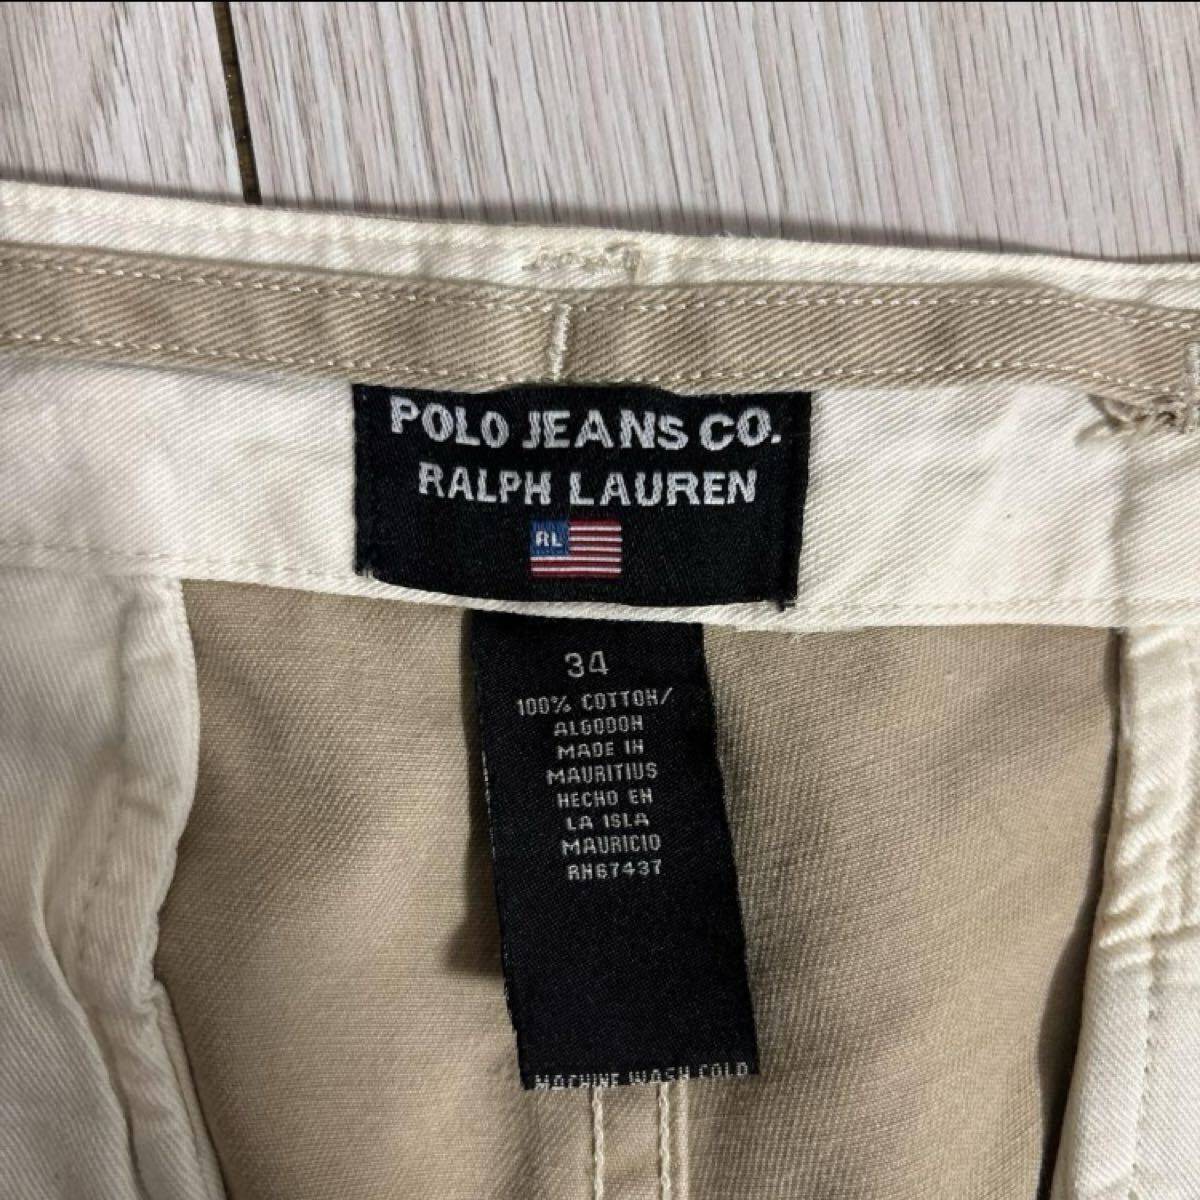 POLO JEANS CO.
RALPH LAUREN
RL
34
100% COTTON/
ALGODON
MADE IN
MAURITIUS
HECHO EN
LA ISLA
MAURICIO
RN67437
MACHINE WASH COLD